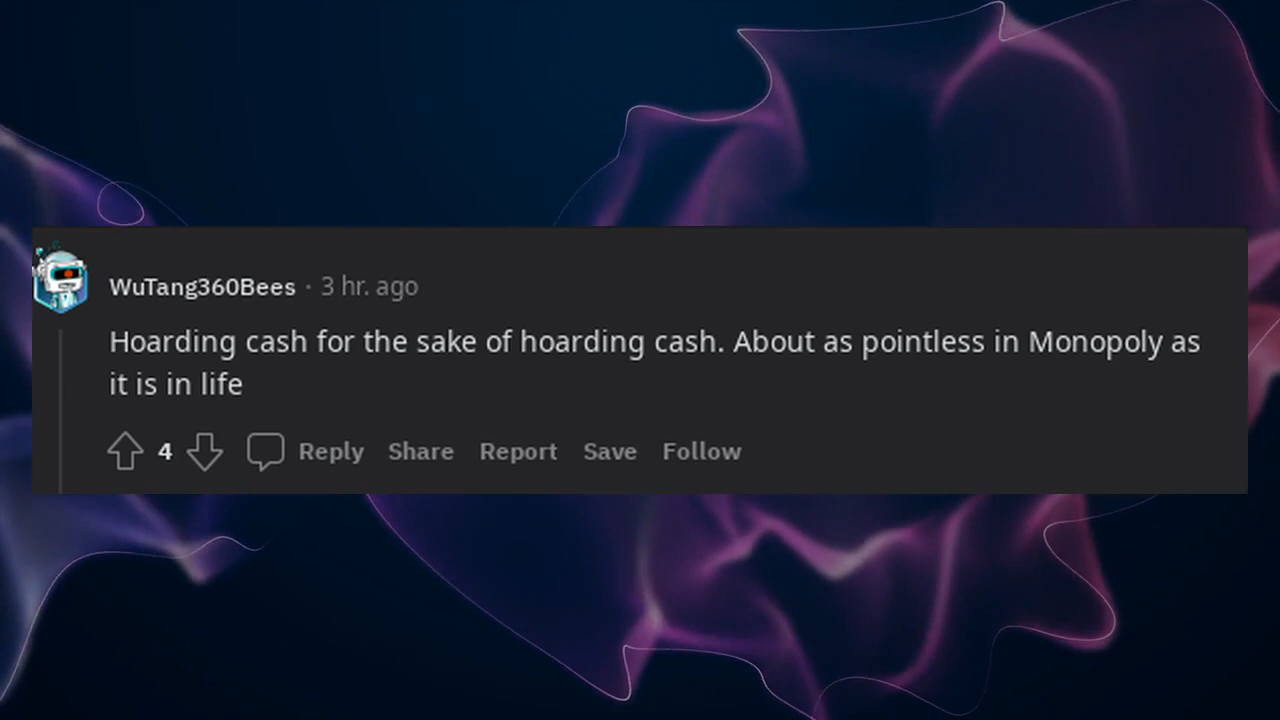 WuTang360Bees · 3 hr. ago
Hoarding cash for the sake of hoarding cash. About as pointless in Monopoly as
it is in life
4 Reply Share Report Save Follow